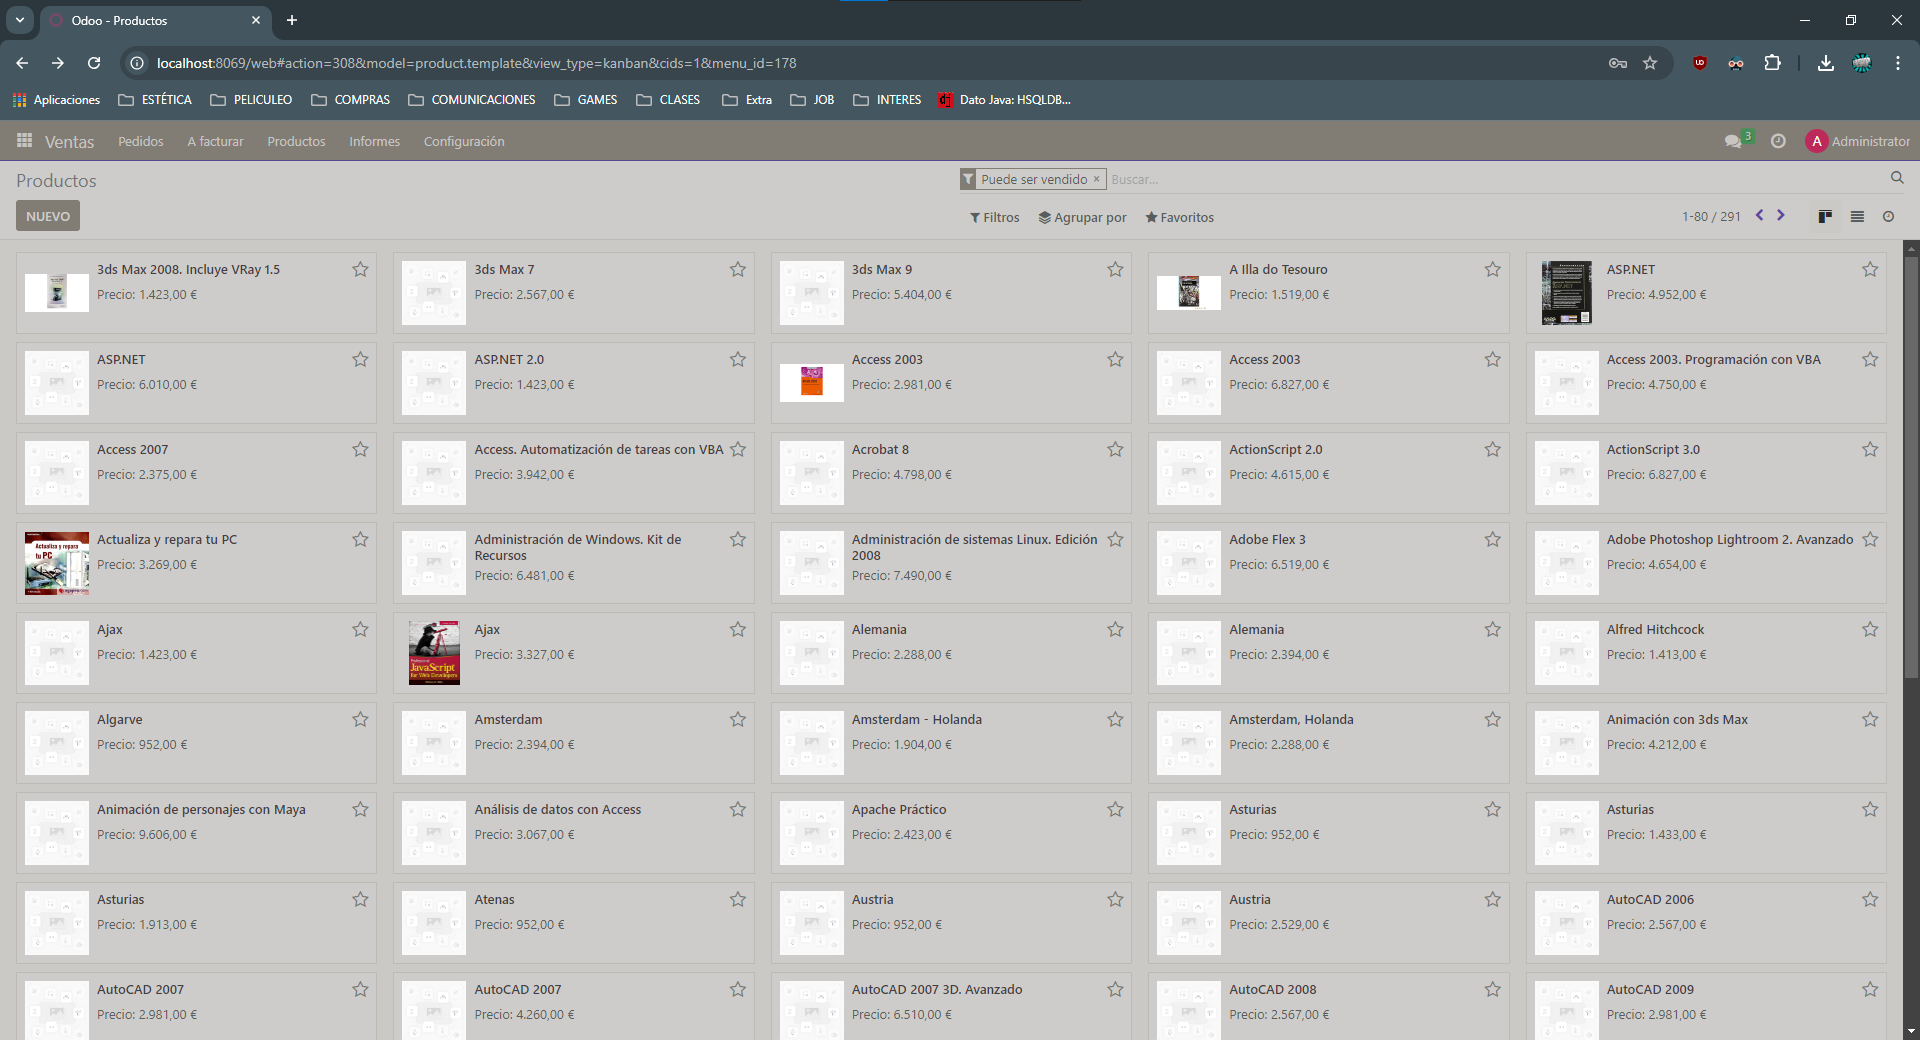 Odoo - Productos
localhost:8069/web#action=308&model=product.template&view_type=kanban&cids=1&menu_id=178
Aplicaciones ESTÉTICA PELICULEO COMPRAS COMUNICACIONES GAMES CLASES Extra JOB INTERES Dato Java: HSQLDB...
Ventas Pedidos A facturar Productos Informes Configuración 3 A Administrator
Productos Puede ser vendido × Buscar...
NUEVO Filtros Agrupar por Favoritos 1-80 / 291
3ds Max 2008. Incluye VRay 1.5
Precio: 1.423,00 €
3ds Max 7
Precio: 2.567,00 €
3ds Max 9
Precio: 5.404,00 €
A Illa do Tesouro
Precio: 1.519,00 €
ASP.NET
Precio: 4.952,00 €
ASP.NET
Precio: 6.010,00 €
ASP.NET 2.0
Precio: 1.423,00 €
Access 2003
Precio: 2.981,00 €
Access 2003
Precio: 6.827,00 €
Access 2003. Programación con VBA
Precio: 4.750,00 €
Access 2007
Precio: 2.375,00 €
Access. Automatización de tareas con VBA
Precio: 3.942,00 €
Acrobat 8
Precio: 4.798,00 €
ActionScript 2.0
Precio: 4.615,00 €
ActionScript 3.0
Precio: 6.827,00 €
Actualiza y repara
tu PC
Actualiza y repara tu PC
Precio: 3.269,00 €
Administración de Windows. Kit de
Recursos
Precio: 6.481,00 €
Administración de sistemas Linux. Edición
2008
Precio: 7.490,00 €
Adobe Flex 3
Precio: 6.519,00 €
Adobe Photoshop Lightroom 2. Avanzado
Precio: 4.654,00 €
Ajax
Precio: 1.423,00 €
JavaScript
for Web Developers
Ajax
Precio: 3.327,00 €
Alemania
Precio: 2.288,00 €
Alemania
Precio: 2.394,00 €
Alfred Hitchcock
Precio: 1.413,00 €
Algarve
Precio: 952,00 €
Amsterdam
Precio: 2.394,00 €
Amsterdam - Holanda
Precio: 1.904,00 €
Amsterdam, Holanda
Precio: 2.288,00 €
Animación con 3ds Max
Precio: 4.212,00 €
Animación de personajes con Maya
Precio: 9.606,00 €
Análisis de datos con Access
Precio: 3.067,00 €
Apache Práctico
Precio: 2.423,00 €
Asturias
Precio: 952,00 €
Asturias
Precio: 1.433,00 €
Asturias
Precio: 1.913,00 €
Atenas
Precio: 952,00 €
Austria
Precio: 952,00 €
Austria
Precio: 2.529,00 €
AutoCAD 2006
Precio: 2.567,00 €
AutoCAD 2007
Precio: 2.981,00 €
AutoCAD 2007
Precio: 4.260,00 €
AutoCAD 2007 3D. Avanzado
Precio: 6.510,00 €
AutoCAD 2008
Precio: 2.567,00 €
AutoCAD 2009
Precio: 2.981,00 €